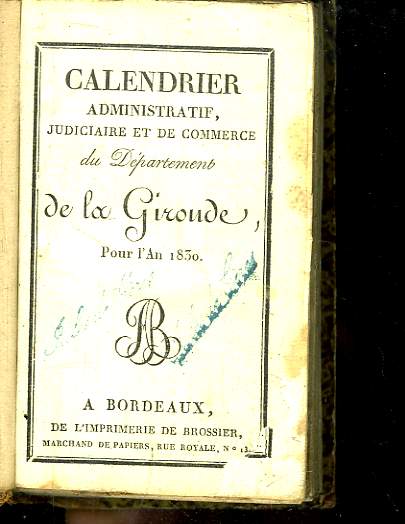 CALENDRIER
ADMINISTRATIF,
JUDICIAIRE ET DE COMMERCE
du Département
de la Gironde,
Pour l'An 1830.
A BORDEAUX,
DE L'IMPRIMERIE DE BROSSIER,
MARCHAND DE PAPIERS, RUE ROYALE, N° 13.